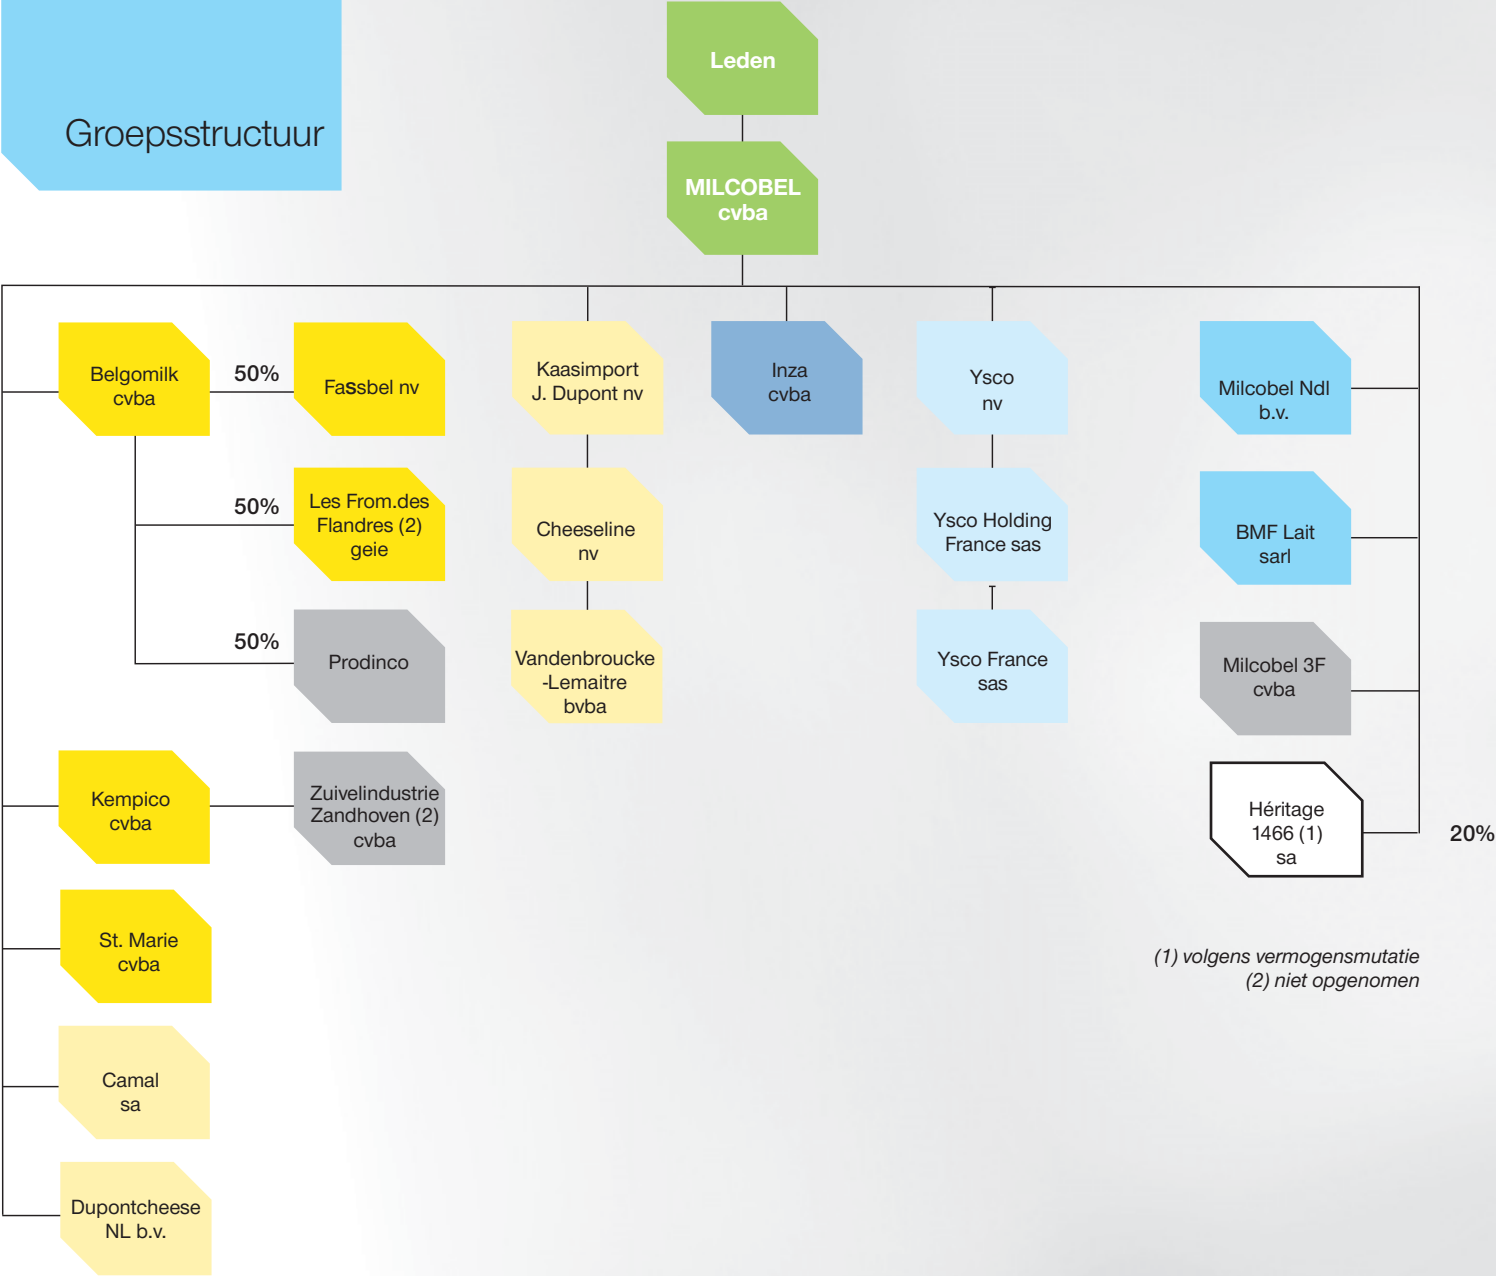 Groepsstructuur
Leden
MILCOBEL
cvba
Belgomilk
cvba
50%
Fassbel nv
50%
Les From.des
Flandres (2)
geie
50%
Prodinco
Kempico
cvba
Zuivelindustrie
Zandhoven (2)
cvba
St. Marie
cvba
Camal
sa
Dupontcheese
NL b.v.
Kaasimport
J. Dupont nv
Cheeseline
nv
Vandenbroucke
-Lemaitre
bvba
Inza
cvba
Ysco
nv
Ysco Holding
France sas
Ysco France
sas
Milcobel Ndl
b.v.
BMF Lait
sarl
Milcobel 3F
cvba
Héritage
1466 (1)
sa
20%
(1) volgens vermogensmutatie
(2) niet opgenomen